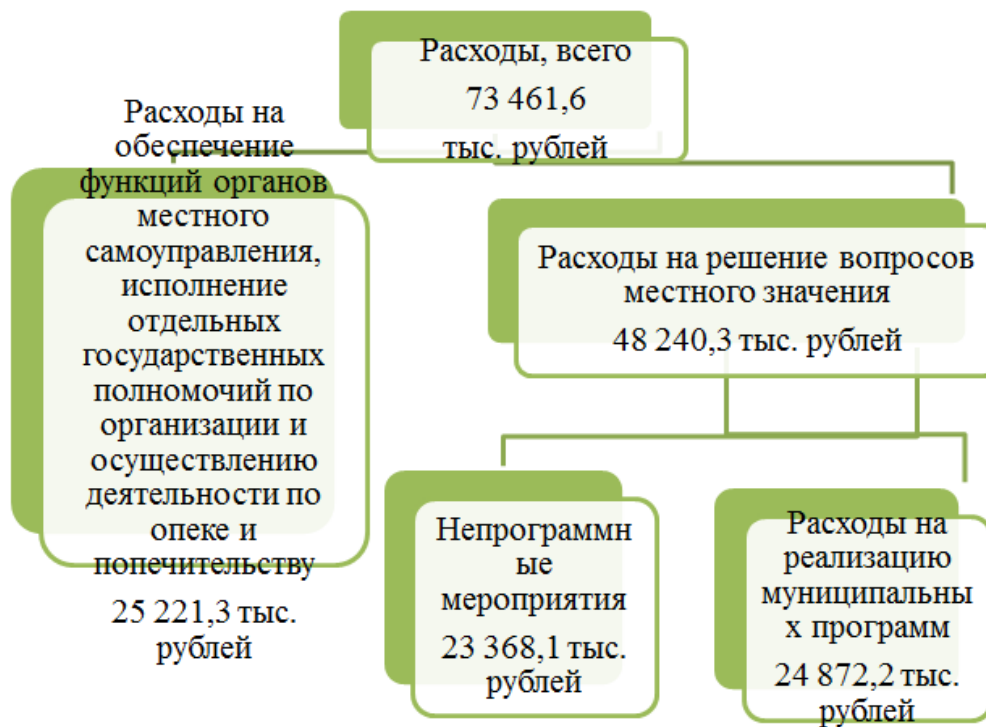 Расходы, всего
73 461,6
тыс. рублей
Расходы на
обеспечение
функций органов
местного
самоуправления,
исполнение
отдельных
государственных
полномочий по
организации и
осуществлению
деятельности по
опеке и
попечительству
25 221,3 тыс.
рублей
Расходы на решение вопросов
местного значения
48 240,3 тыс. рублей
Непрограммн
ые
мероприятия
23 368,1 тыс.
рублей
Расходы на
реализацию
муниципальны
х программ
24 872,2 тыс.
рублей